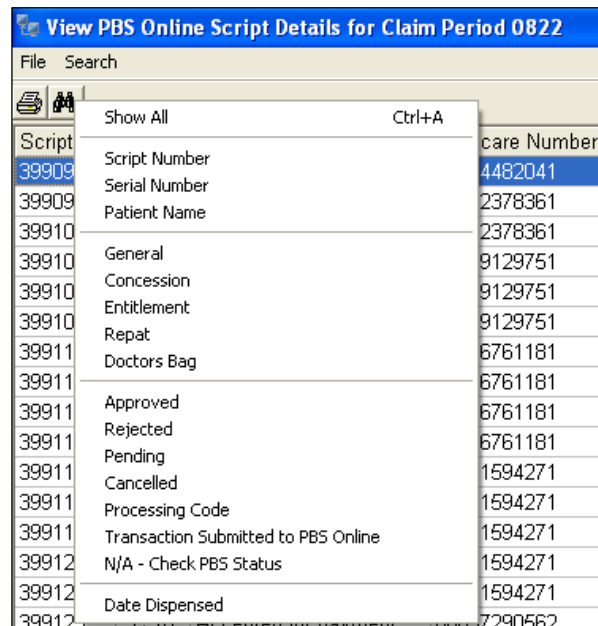 View PBS Online Script Details for Claim Period 0822
File Search
Show All Ctrl+A
Script care Number
Script Number
39909 4482041
Serial Number
39909 2378361
Patient Name
39910 2378361
General
39910 9129751
Concession
39910 9129751
Entitlement
39910 9129751
Repat
39911 6761181
Doctors Bag
39911 6761181
Approved
39911 6761181
Rejected
39911 6761181
Pending
39911 1594271
Cancelled
39911 1594271
Processing Code
39911 1594271
Transaction Submitted to PBS Online
39912 1594271
N/A - Check PBS Status
39912 1594271
Date Dispensed
39912 7290562